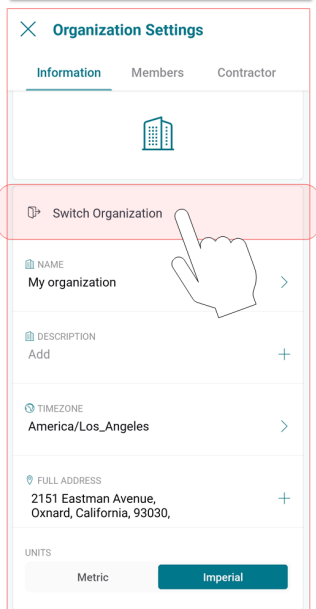 Organization Settings
Information Members Contractor
Switch Organization
NAME
My organization
DESCRIPTION
Add
TIMEZONE
America/Los_Angeles
FULL ADDRESS
2151 Eastman Avenue,
Oxnard, California, 93030,
UNITS
Metric Imperial